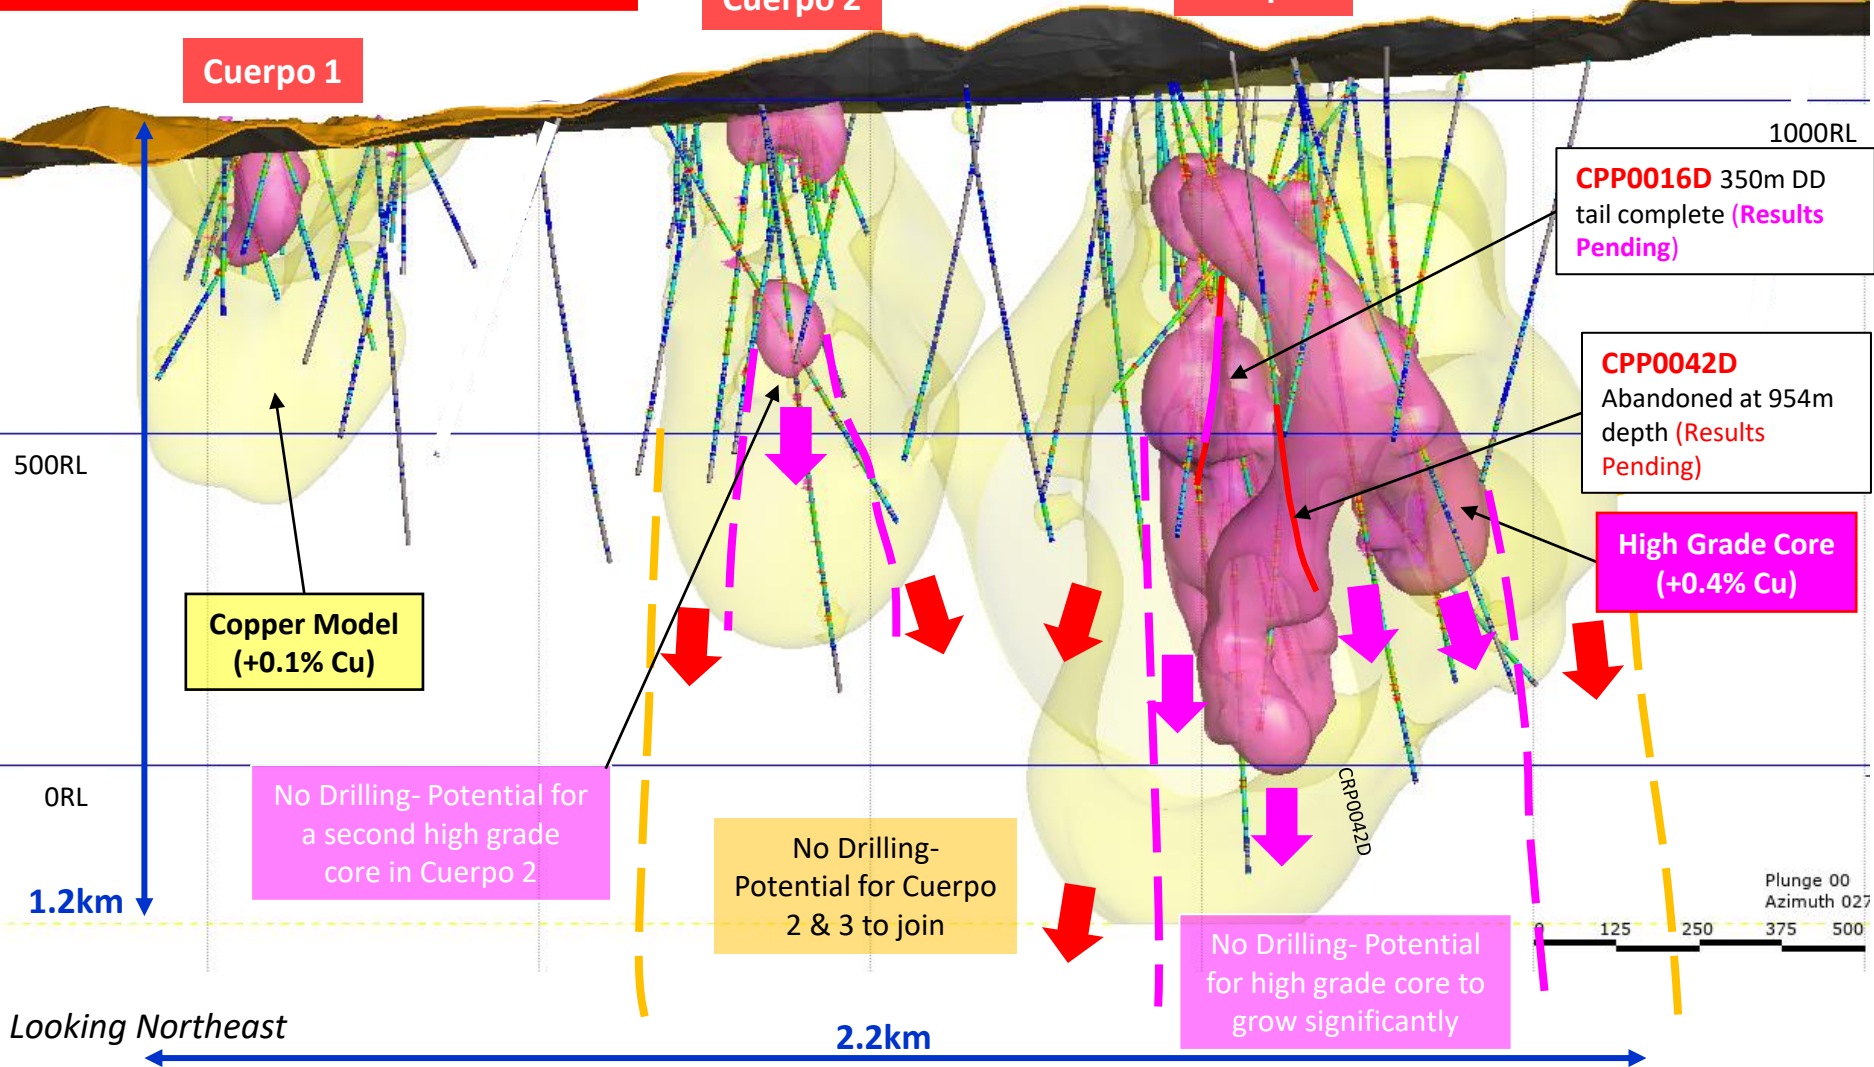 Cuerpo 2
Cuerpo 1
1000RL
CPP0016D 350m DD
tail complete (Results
Pending)
CPP0042D
Abandoned at 954m
depth (Results
Pending)
500RL
High Grade Core
(+0.4% Cu)
Copper Model
(+0.1% Cu)
0RL
No Drilling- Potential for
a second high grade
core in Cuerpo 2
No Drilling-
Potential for Cuerpo
2 & 3 to join
CRP0042D
1.2km
Plunge 00
Azimuth 027
0 125 250 375 500
No Drilling- Potential
for high grade core to
grow significantly
Looking Northeast
2.2km